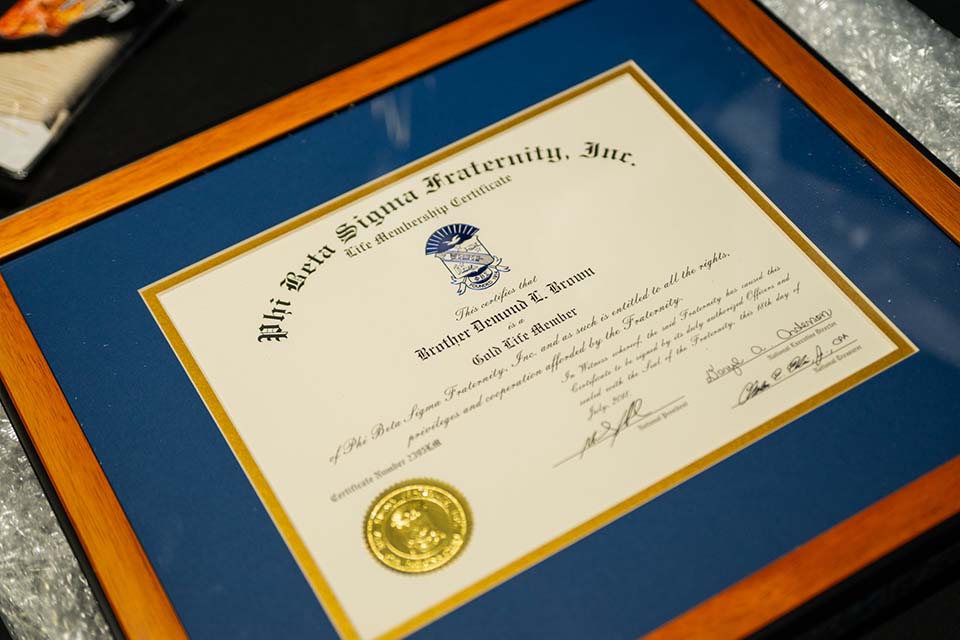 Phi Beta Sigma Fraternity, Inc.
Life Membership Certificate
This certifies that
Brother Demond L. Brown
is a
Gold Life Member
of Phi Beta Sigma Fraternity, Inc. and as such is entitled to all the rights,
privileges and cooperation afforded by the Fraternity.
In Witness whereof, the said Fraternity has caused this
Certificate to be signed by its duly authorized Officers and
sealed with the Seal of the Fraternity, this 18th day of
July, 2018.
National Executive Director
CPA
National Treasurer
National President
Certificate Number